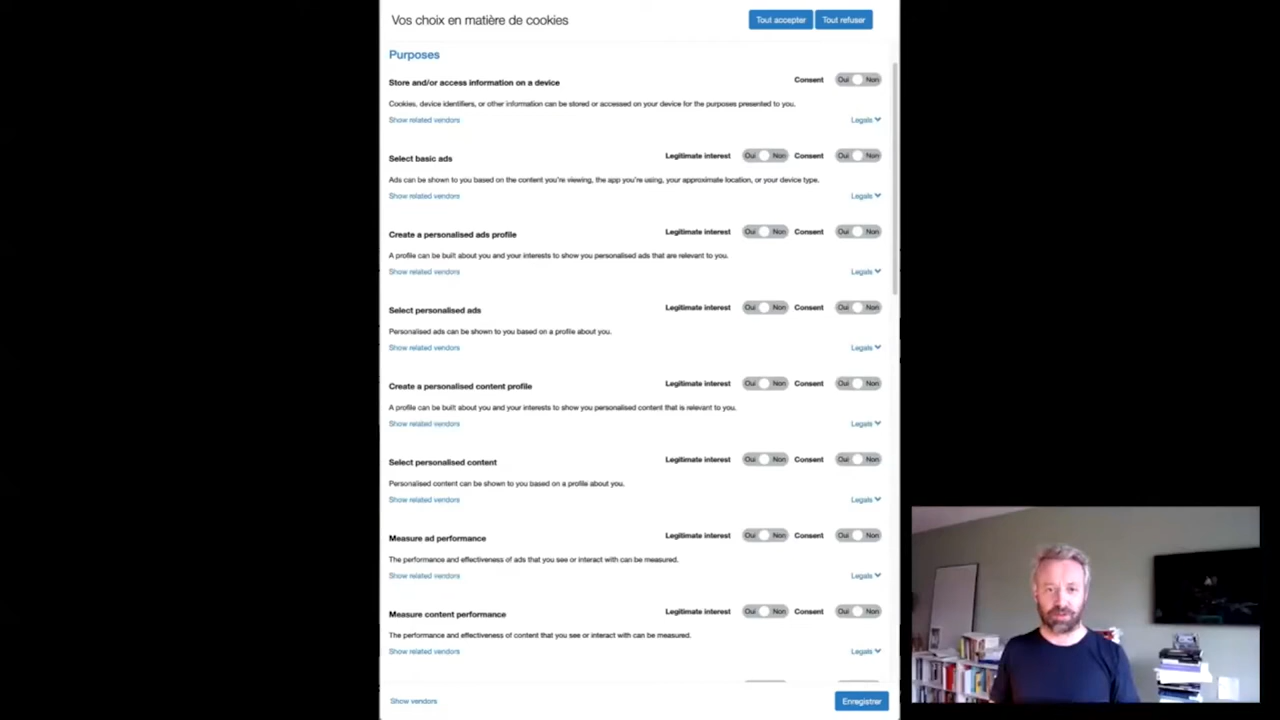 Vos choix en matière de cookies
Tout accepter
Tout refuser
Purposes
Store and/or access information on a device
Consent
Oui Non
Cookies, device identifiers, or other information can be stored or accessed on your device for the purposes presented to you.
Show related vendors
Legals
Select basic ads
Legitimate interest
Oui Non
Consent
Oui Non
Ads can be shown to you based on the content you're viewing, the app you're using, your approximate location, or your device type.
Show related vendors
Legals
Create a personalised ads profile
Legitimate interest
Oui Non
Consent
Oui Non
A profile can be built about you and your interests to show you personalised ads that are relevant to you.
Show related vendors
Legals
Select personalised ads
Legitimate interest
Oui Non
Consent
Oui Non
Personalised ads can be shown to you based on a profile about you.
Show related vendors
Legals
Create a personalised content profile
Legitimate interest
Oui Non
Consent
Oui Non
A profile can be built about you and your interests to show you personalised content that is relevant to you.
Show related vendors
Legals
Select personalised content
Legitimate interest
Oui Non
Consent
Oui Non
Personalised content can be shown to you based on a profile about you.
Show related vendors
Legals
Measure ad performance
Legitimate interest
Oui Non
Consent
Oui Non
The performance and effectiveness of ads that you see or interact with can be measured.
Show related vendors
Legals
Measure content performance
Legitimate interest
Oui Non
Consent
Oui Non
The performance and effectiveness of content that you see or interact with can be measured.
Show related vendors
Legals
Show vendors
Enregistrer